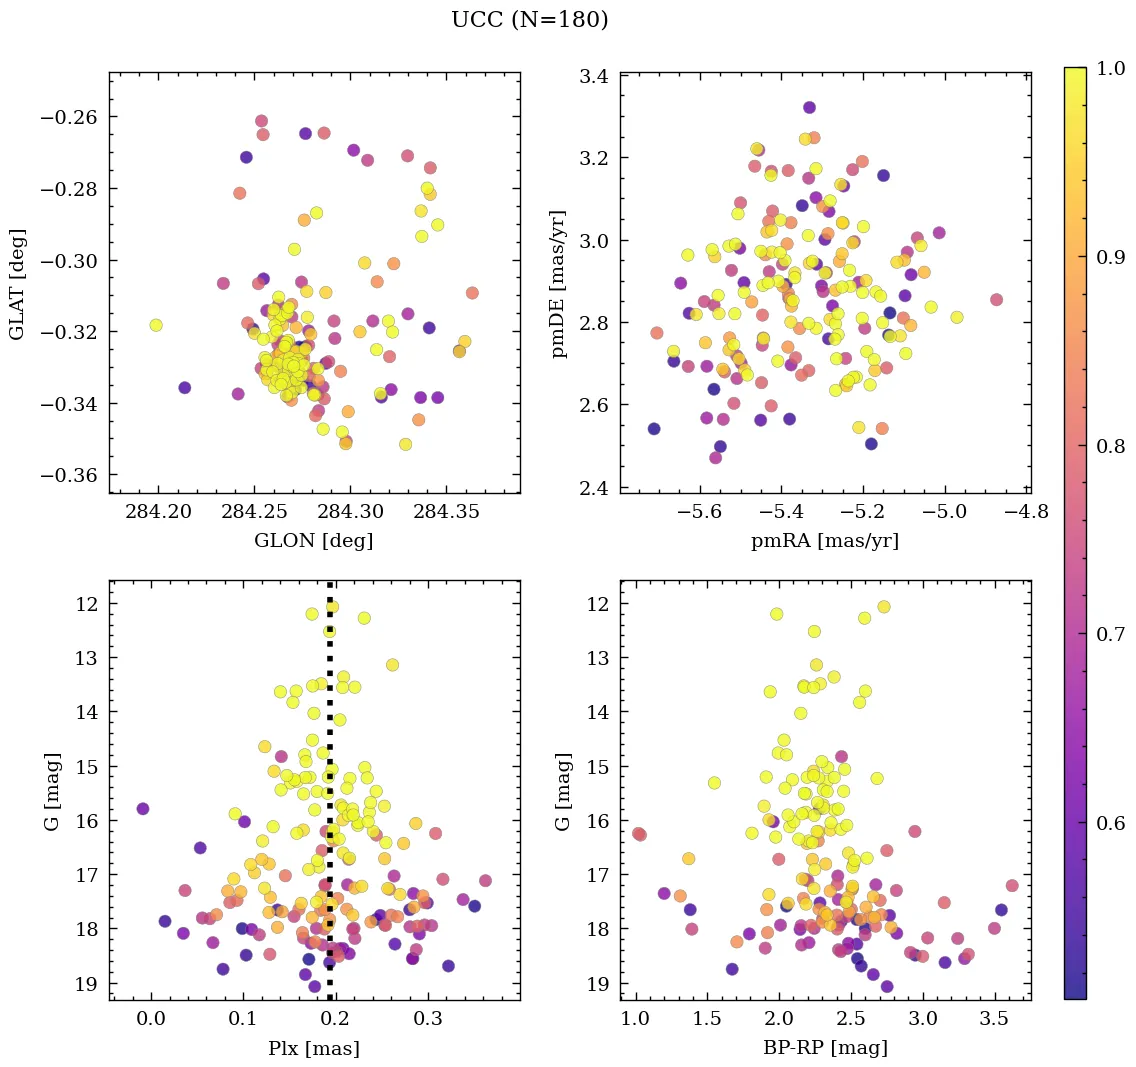 UCC (N=180)
−0.26
−0.28
−0.30
−0.32
−0.34
−0.36
GLAT [deg]
284.20 284.25 284.30 284.35
GLON [deg]
3.4
3.2
3.0
2.8
2.6
2.4
pmDE [mas/yr]
−5.6 −5.4 −5.2 −5.0 −4.8
pmRA [mas/yr]
12
13
14
15
16
17
18
19
G [mag]
0.0 0.1 0.2 0.3
Plx [mas]
12
13
14
15
16
17
18
19
G [mag]
1.0 1.5 2.0 2.5 3.0 3.5
BP-RP [mag]
1.0
0.9
0.8
0.7
0.6